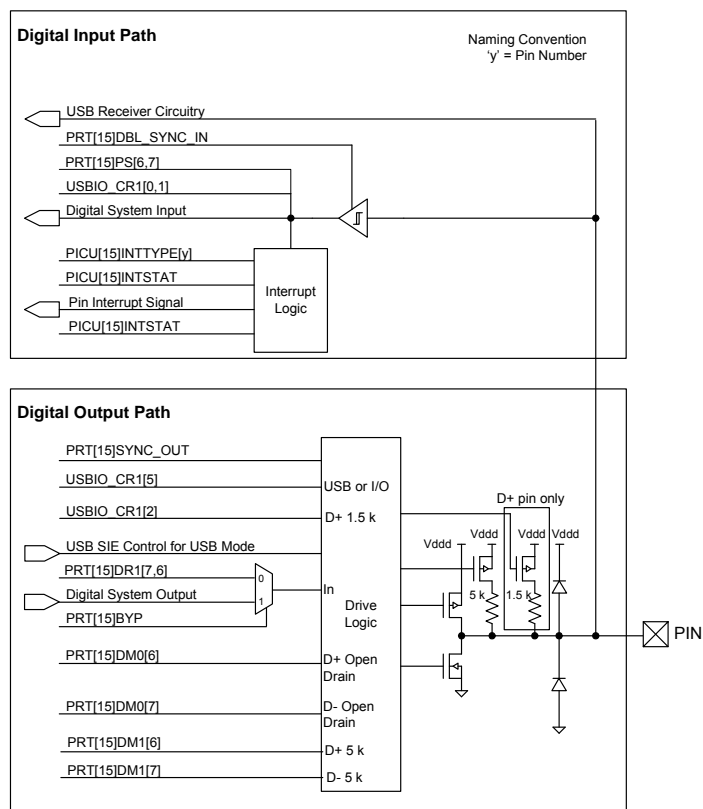 Digital Input Path
Naming Convention
'y' = Pin Number
USB Receiver Circuitry
PRT[15]DBL_SYNC_IN
PRT[15]PS[6,7]
USBIO_CR1[0,1]
Digital System Input
PICU[15]INTTYPE[y]
PICU[15]INTSTAT
Pin Interrupt Signal
PICU[15]INTSTAT
Interrupt
Logic
Digital Output Path
PRT[15]SYNC_OUT
USBIO_CR1[5]
USB or I/O
D+ pin only
USBIO_CR1[2]
D+ 1.5 k
Vddd
Vddd
Vddd
Vddd
USB SIE Control for USB Mode
PRT[15]DR1[7,6]
0
5 k
1.5 k
Digital System Output
1
In
Drive
Logic
PRT[15]BYP
PIN
PRT[15]DM0[6]
D+ Open
Drain
PRT[15]DM0[7]
D- Open
Drain
PRT[15]DM1[6]
D+ 5 k
PRT[15]DM1[7]
D- 5 k